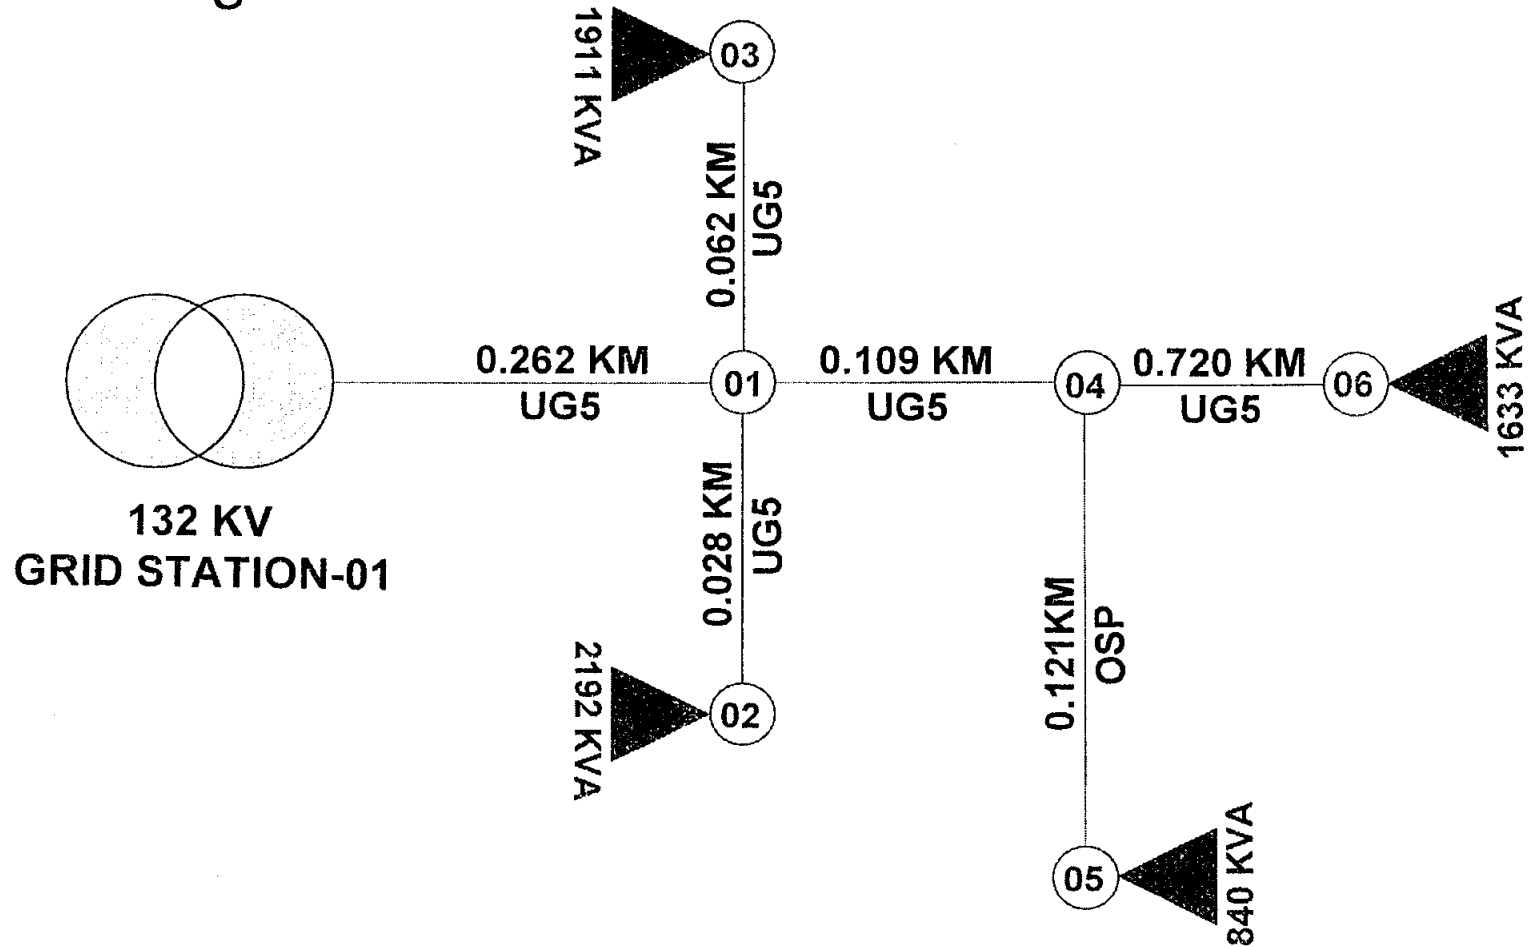 1911 KVA
03
0.062 KM
UG5
0.262 KM
UG5
01
0.109 KM
UG5
04
0.720 KM
UG5
06
1633 KVA
132 KV
GRID STATION-01
0.028 KM
UG5
2192 KVA
02
0.121KM
OSP
05
840 KVA